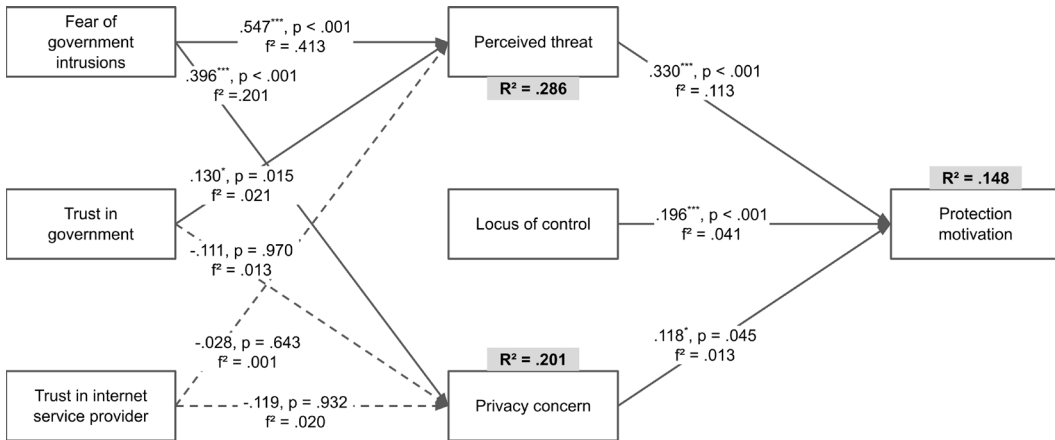 Fear of
government
intrusions
.547***, p < .001
f² = .413
Perceived threat
R² = .286
.396***, p < .001
f² =.201
.330***, p < .001
f² = .113
.130*, p = .015
f² = .021
Trust in
government
-.111, p = .970
f² = .013
Locus of control
.196***, p < .001
f² = .041
R² = .148
Protection
motivation
-.028, p = .643
f² = .001
Trust in internet
service provider
-.119, p = .932
f² = .020
R² = .201
Privacy concern
.118*, p = .045
f² = .013